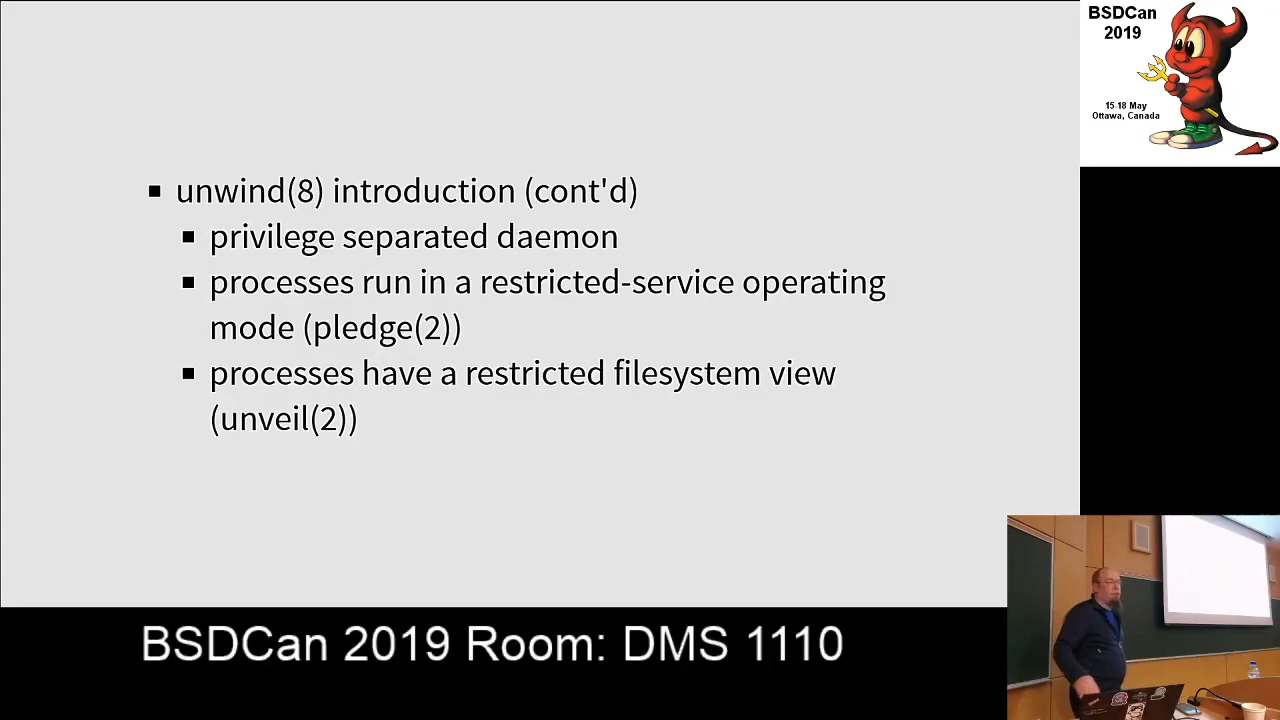 unwind(8) introduction (cont'd)
privilege separated daemon
processes run in a restricted-service operating
mode (pledge(2))
processes have a restricted filesystem view
(unveil(2))
BSDCan
2019
15-18 May
Ottawa, Canada
BSDCan 2019 Room: DMS 1110